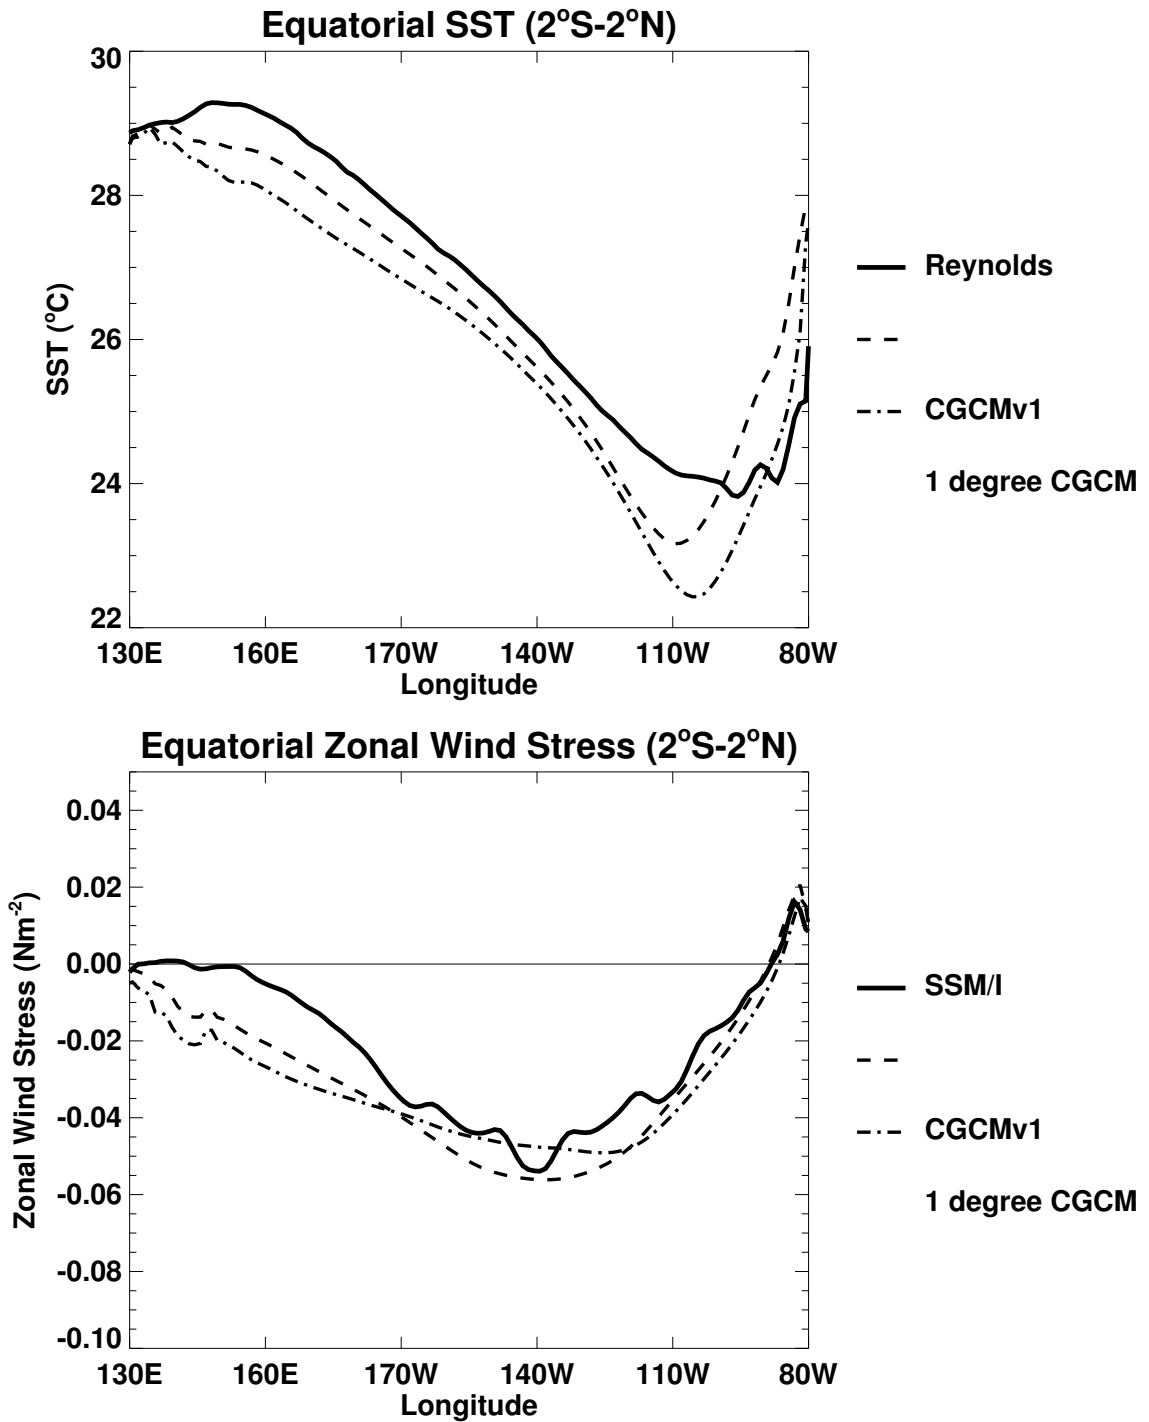 Equatorial SST (2°S-2°N)
30
28
26
24
22
SST (°C)
130E 160E 170W 140W 110W 80W
Longitude
Reynolds
CGCMv1
1 degree CGCM
Equatorial Zonal Wind Stress (2°S-2°N)
0.04
0.02
0.00
-0.02
-0.04
-0.06
-0.08
-0.10
Zonal Wind Stress (Nm⁻²)
130E 160E 170W 140W 110W 80W
Longitude
SSM/I
CGCMv1
1 degree CGCM